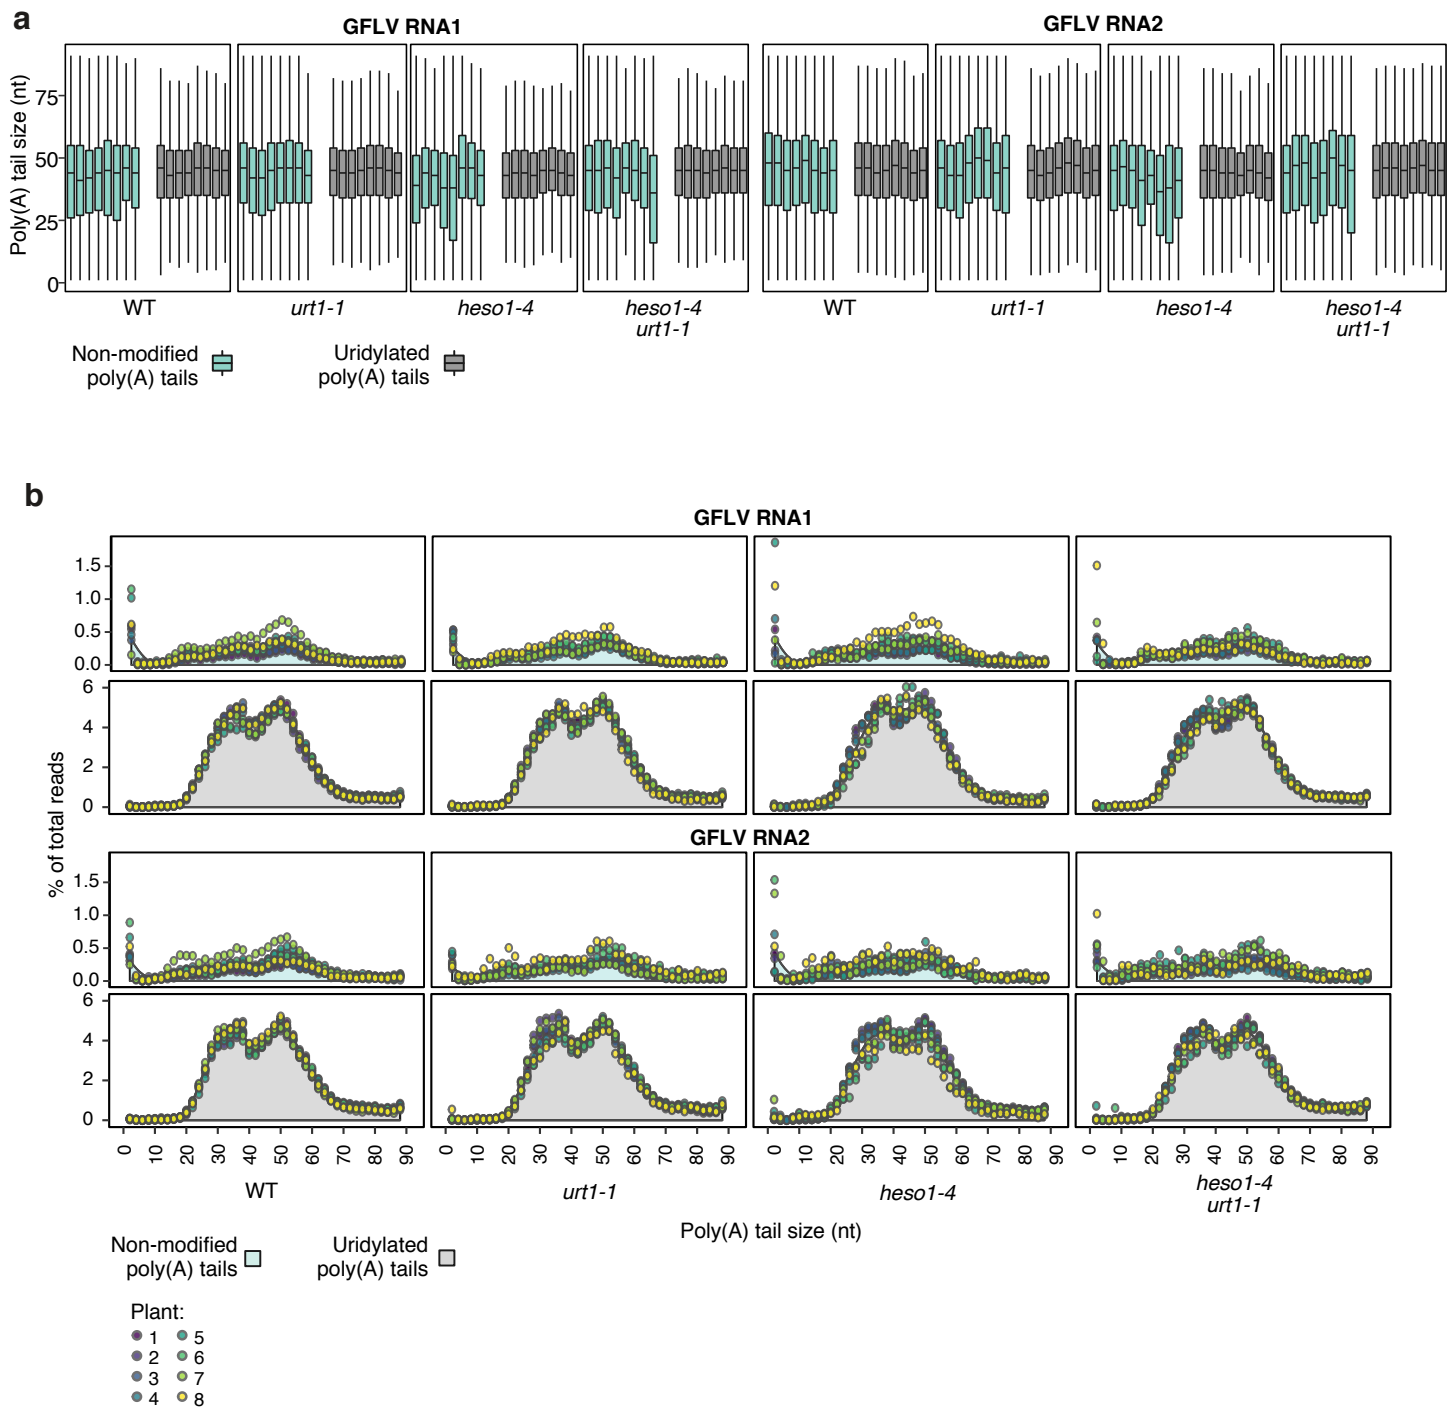 a
GFLV RNA1
GFLV RNA2
Poly(A) tail size (nt)
75
50
25
0
WT
urt1-1
heso1-4
heso1-4
urt1-1
WT
urt1-1
heso1-4
heso1-4
urt1-1
Non-modified
poly(A) tails
Uridylated
poly(A) tails
b
GFLV RNA1
% of total reads
1.5
1.0
0.5
0.0
6
4
2
0
GFLV RNA2
1.5
1.0
0.5
0.0
6
4
2
0
0 10 20 30 40 50 60 70 80 90
0 10 20 30 40 50 60 70 80 90
0 10 20 30 40 50 60 70 80 90
0 10 20 30 40 50 60 70 80 90
WT
urt1-1
heso1-4
heso1-4
urt1-1
Poly(A) tail size (nt)
Non-modified
poly(A) tails
Uridylated
poly(A) tails
Plant:
1 5
2 6
3 7
4 8